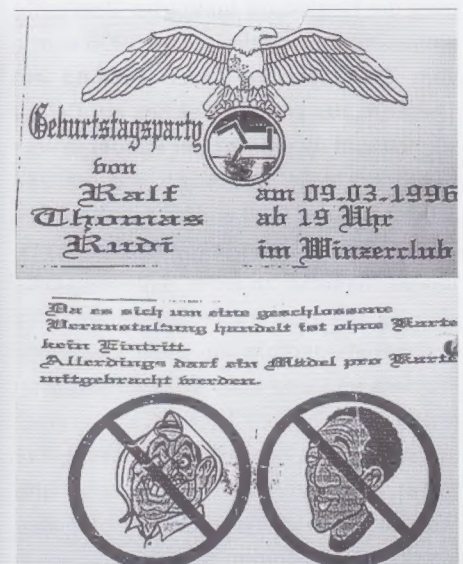 Geburtstagsparty
von
Ralf am 09.03.1996
Thomas ab 19 Uhr
Rudi im Winzerclub
Da es sich um eine geschlossene
Veranstaltung handelt ist ohne Karte
kein Eintritt.
Allerdings darf ein Mädel pro Karte
mitgebracht werden.